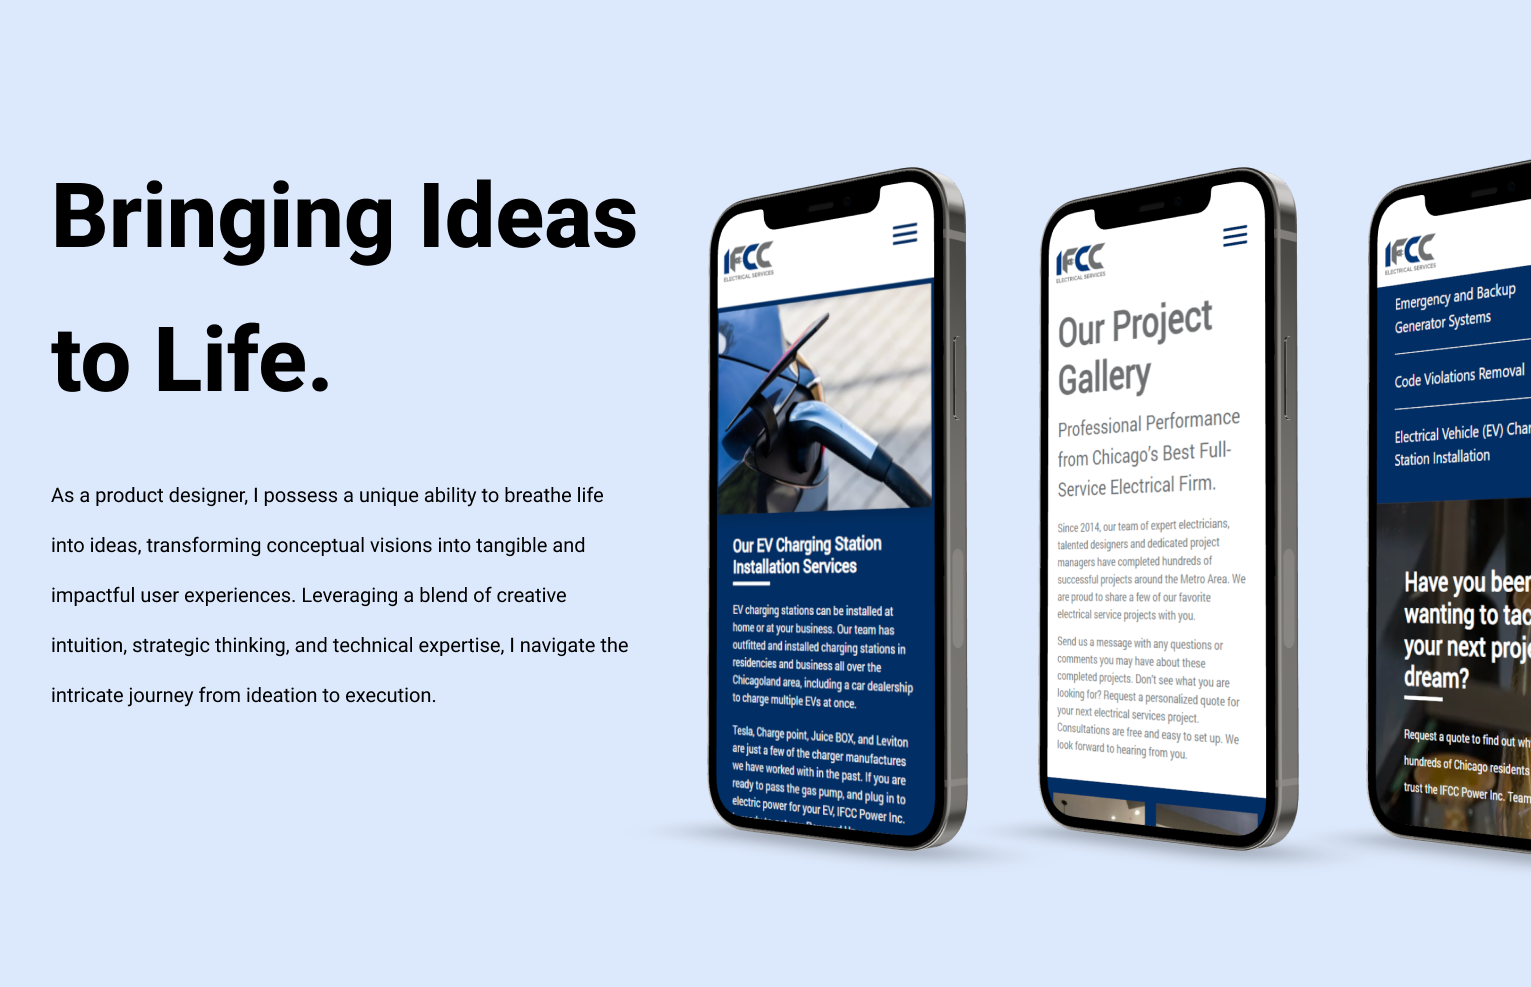 Bringing Ideas
to Life.
As a product designer, I possess a unique ability to breathe life
into ideas, transforming conceptual visions into tangible and
impactful user experiences. Leveraging a blend of creative
intuition, strategic thinking, and technical expertise, I navigate the
intricate journey from ideation to execution.
IFCC
ELECTRICAL SERVICES
Our EV Charging Station
Installation Services
EV charging stations can be installed at
home or at your business. Our team has
outfitted and installed charging stations in
residencies and business all over the
Chicagoland area, including a car dealership
to charge multiple EVs at once.
Tesla, Charge point, Juice BOX, and Leviton
are just a few of the charger manufactures
we have worked with in the past. If you are
ready to pass the gas pump, and plug in to
electric power for your EV, IFCC Power Inc.
IFCC
ELECTRICAL SERVICES
Our Project
Gallery
Professional Performance
from Chicago's Best Full-
Service Electrical Firm.
Since 2014, our team of expert electricians,
talented designers and dedicated project
managers have completed hundreds of
successful projects around the Metro Area. We
are proud to share a few of our favorite
electrical service projects with you.
Send us a message with any questions or
comments you may have about these
completed projects. Don't see what you are
looking for? Request a personalized quote for
your next electrical services project.
Consultations are free and easy to set up. We
look forward to hearing from you.
IFCC
ELECTRICAL SERVICES
Emergency and Backup
Generator Systems
Code Violations Removal
Electrical Vehicle (EV) Char
Station Installation
Have you been
wanting to tac
your next proje
dream?
Request a quote to find out wh
hundreds of Chicago residents
trust the IFCC Power Inc. Team